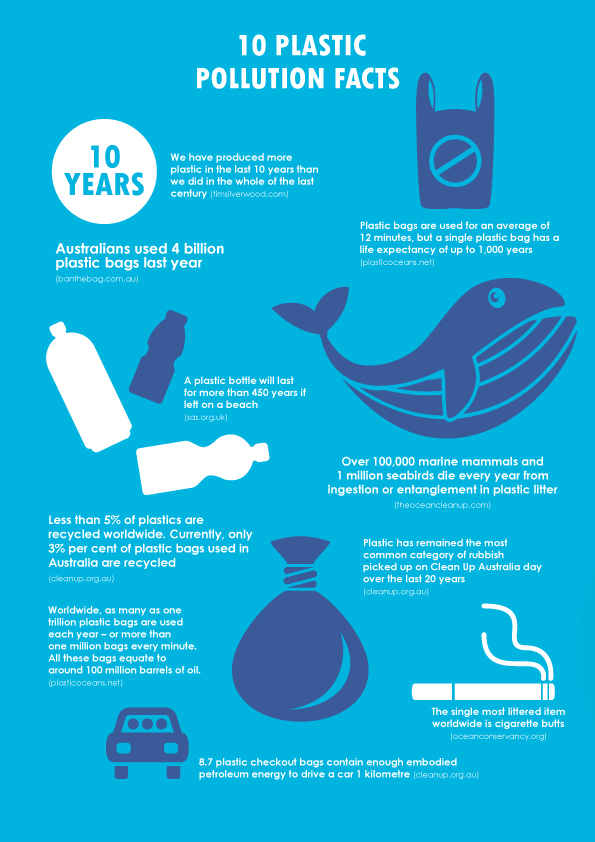 10 PLASTIC
POLLUTION FACTS
10
YEARS
We have produced more
plastic in the last 10 years than
we did in the whole of the last
century (timsilverwood.com)
Australians used 4 billion
plastic bags last year
(banthebag.com.au)
Plastic bags are used for an average of
12 minutes, but a single plastic bag has a
life expectancy of up to 1,000 years
(plasticoceans.net)
A plastic bottle will last
for more than 450 years if
left on a beach
(sas.org.uk)
Over 100,000 marine mammals and
1 million seabirds die every year from
ingestion or entanglement in plastic litter
(theoceancleanup.com)
Less than 5% of plastics are
recycled worldwide. Currently, only
3% per cent of plastic bags used in
Australia are recycled
(cleanup.org.au)
Plastic has remained the most
common category of rubbish
picked up on Clean Up Australia day
over the last 20 years
(cleanup.org.au)
Worldwide, as many as one
trillion plastic bags are used
each year – or more than
one million bags every minute.
All these bags equate to
around 100 million barrels of oil.
(plasticoceans.net)
The single most littered item
worldwide is cigarette butts
(oceanconservancy.org)
8.7 plastic checkout bags contain enough embodied
petroleum energy to drive a car 1 kilometre (cleanup.org.au)